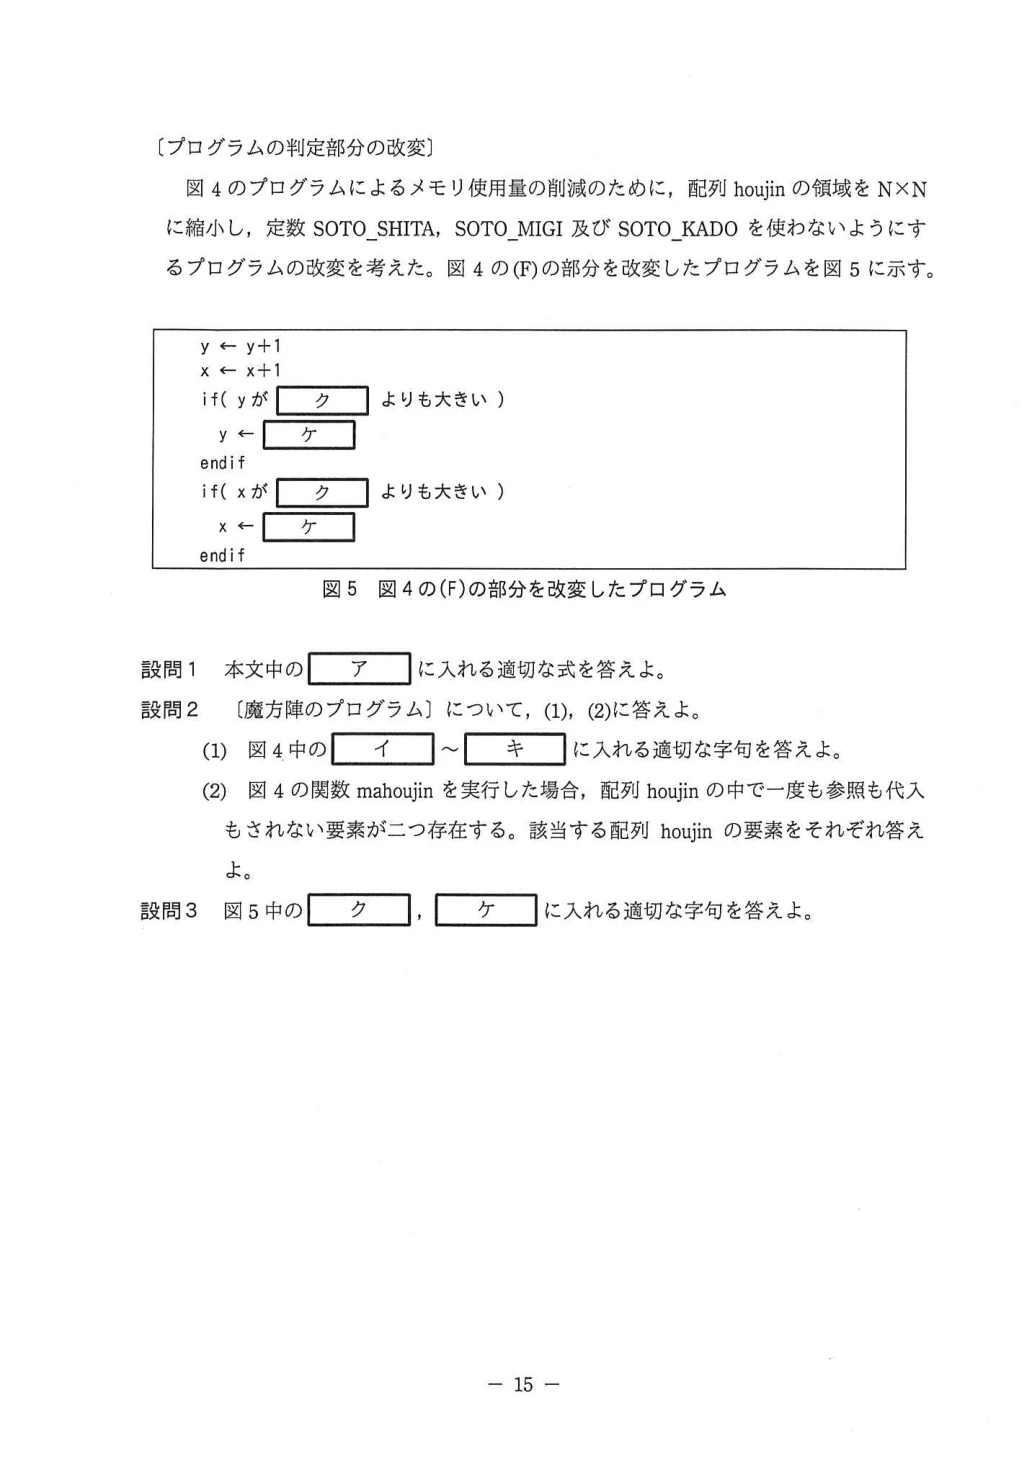 〔プログラムの判定部分の改変〕
図 4 のプログラムによるメモリ使用量の削減のために，配列 houjin の領域を N×N
に縮小し，定数 SOTO_SHITA，SOTO_MIGI 及び SOTO_KADO を使わないようにす
るプログラムの改変を考えた。図 4 の(F)の部分を改変したプログラムを図 5 に示す。
y ← y+1
x ← x+1
if( y が ク よりも大きい )
y ← ケ
endif
if( x が ク よりも大きい )
x ← ケ
endif
図 5 図 4 の(F)の部分を改変したプログラム
設問 1 本文中の ア に入れる適切な式を答えよ。
設問 2 〔魔方陣のプログラム〕について，(1)，(2)に答えよ。
(1) 図 4 中の イ ～ キ に入れる適切な字句を答えよ。
(2) 図 4 の関数 mahoujin を実行した場合，配列 houjin の中で一度も参照も代入
もされない要素が二つ存在する。該当する配列 houjin の要素をそれぞれ答え
よ。
設問 3 図 5 中の ク ， ケ に入れる適切な字句を答えよ。
－ 15 －